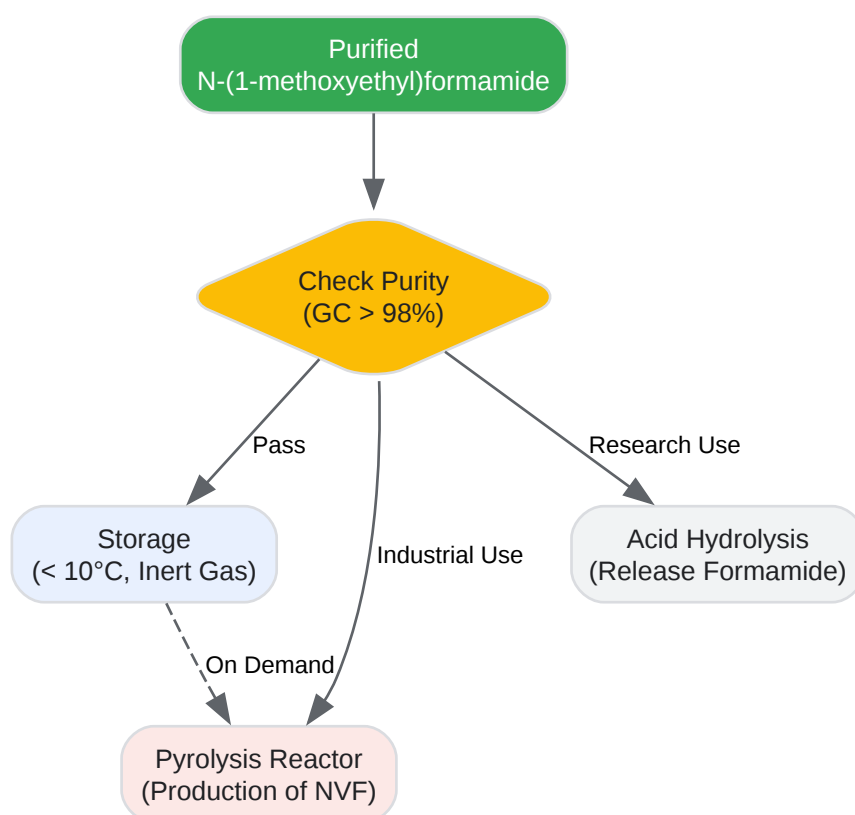 Purified
N-(1-methoxyethyl)formamide
Check Purity
(GC > 98%)
Pass
Research Use
Storage
(< 10°C, Inert Gas)
Industrial Use
Acid Hydrolysis
(Release Formamide)
On Demand
Pyrolysis Reactor
(Production of NVF)